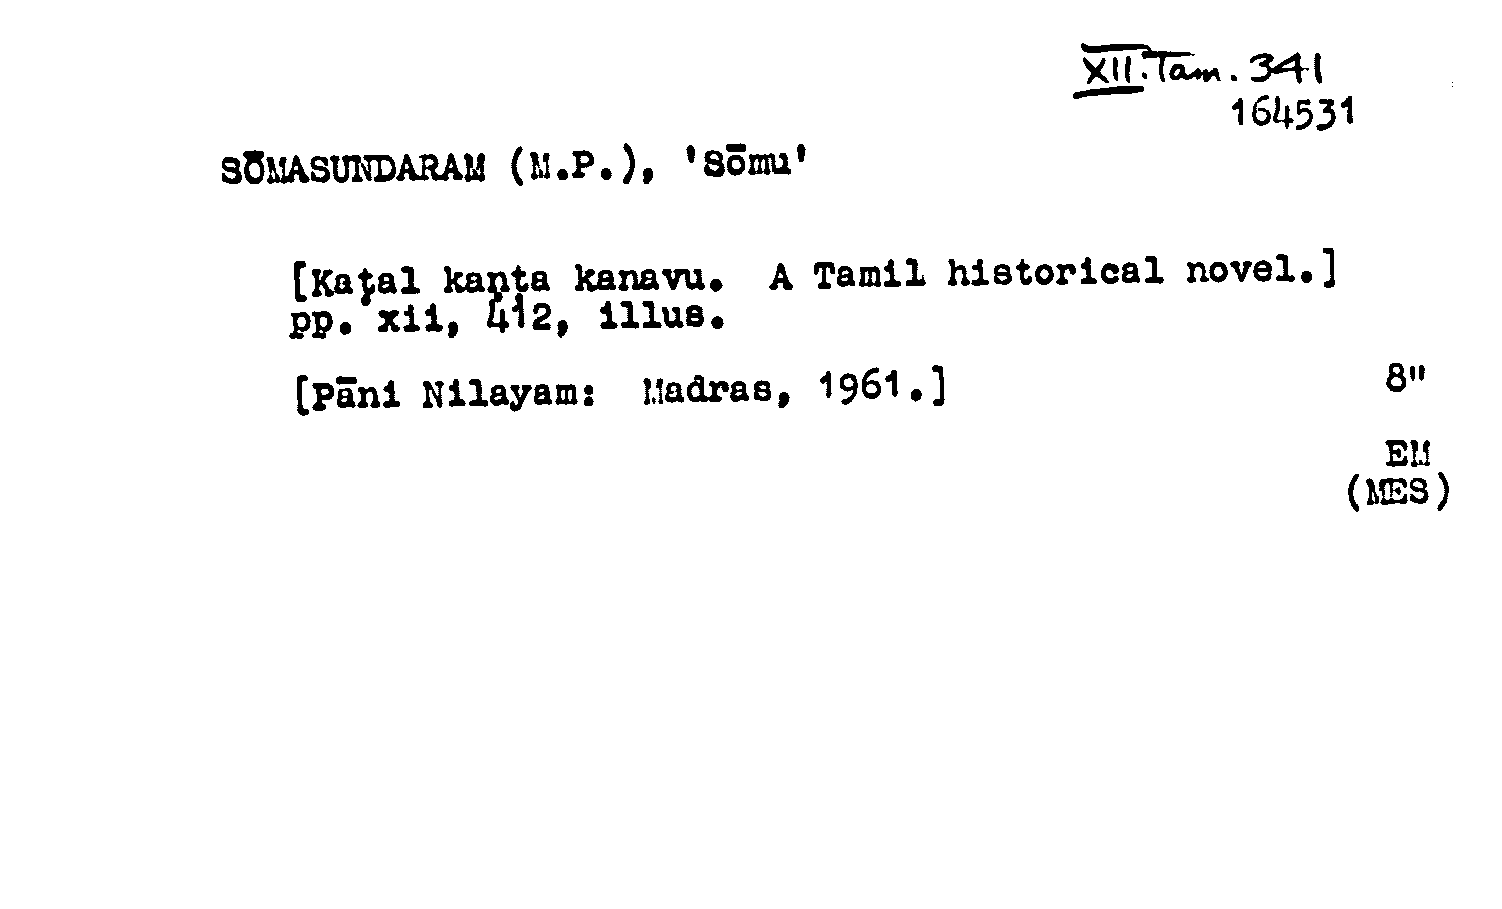 XII. Tam. 341
164531
SŌMASUNDARAM (M.P.), 'Sōmu'
[Kaṭal kaṇṭa kanavu. A Tamil historical novel.]
pp. xii, 412, illus.
[Pāni Nilayam: Madras, 1961.] 8"
EM
(MES)